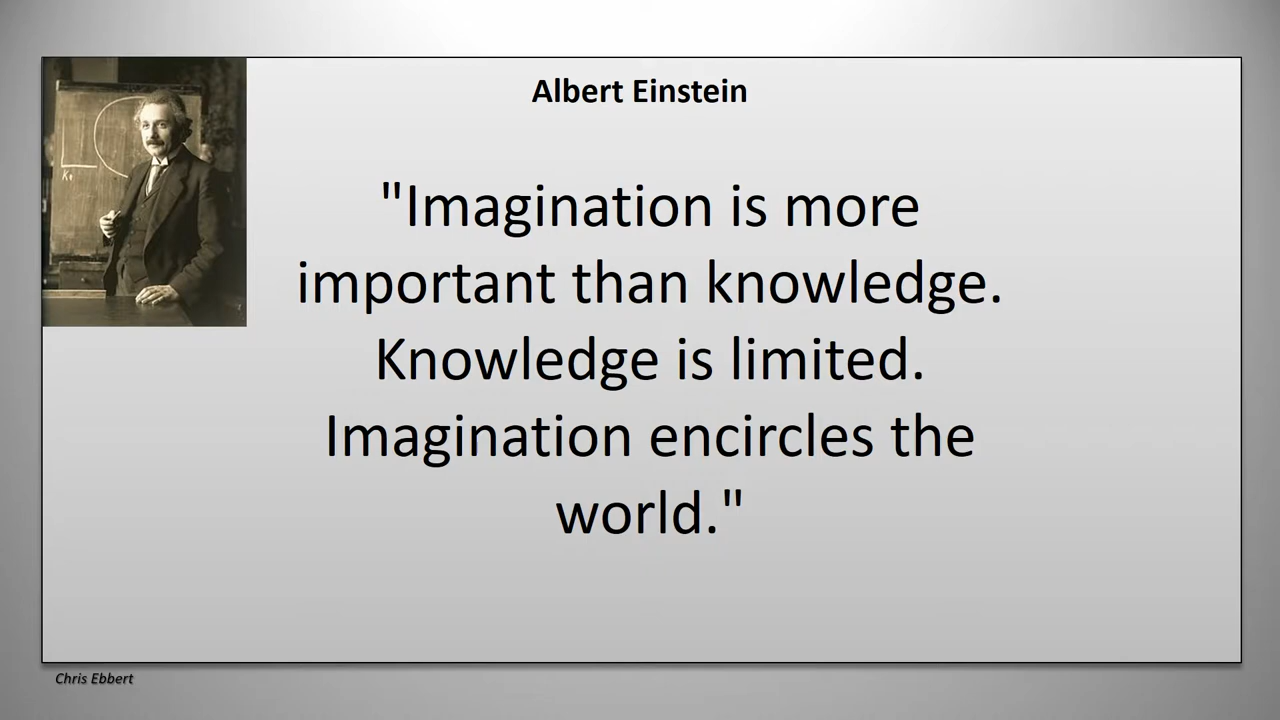 Albert Einstein
"Imagination is more
important than knowledge.
Knowledge is limited.
Imagination encircles the
world."
Chris Ebbert